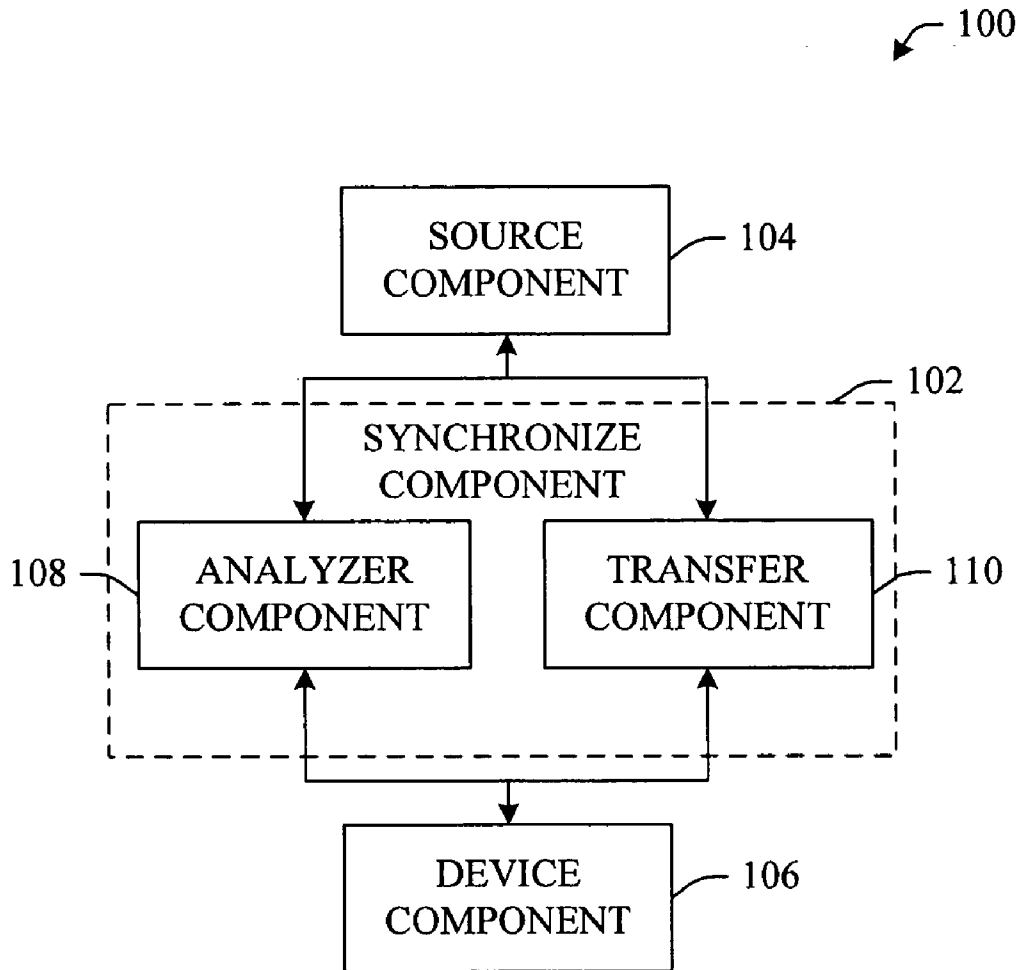 100
SOURCE
COMPONENT
104
102
SYNCHRONIZE
COMPONENT
108
ANALYZER
COMPONENT
TRANSFER
COMPONENT
110
DEVICE
COMPONENT
106